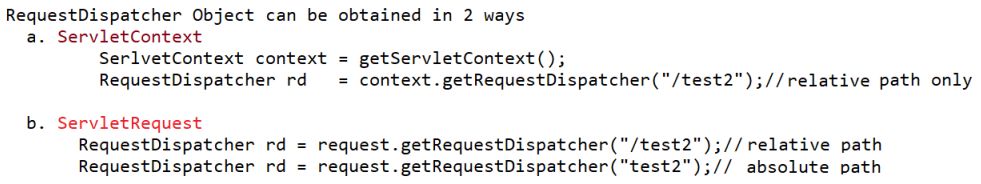 RequestDispatcher Object can be obtained in 2 ways
a. ServletContext
SerlvetContext context = getServletContext();
RequestDispatcher rd = context.getRequestDispatcher("/test2");//relative path only
b. ServletRequest
RequestDispatcher rd = request.getRequestDispatcher("/test2");//relative path
RequestDispatcher rd = request.getRequestDispatcher("test2");// absolute path